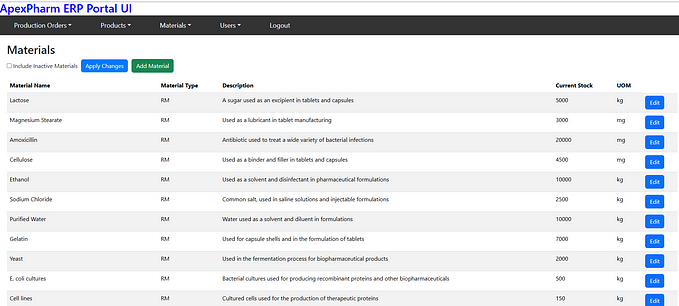 ApexPharm ERP Portal UI
Production Orders Products Materials Users Logout
Materials
Include Inactive Materials Apply Changes Add Material
Material Name Material Type Description Current Stock UOM
Lactose RM A sugar used as an excipient in tablets and capsules 5000 kg Edit
Magnesium Stearate RM Used as a lubricant in tablet manufacturing 3000 mg Edit
Amoxicillin RM Antibiotic used to treat a wide variety of bacterial infections 20000 mg Edit
Cellulose RM Used as a binder and filler in tablets and capsules 4500 mg Edit
Ethanol RM Used as a solvent and disinfectant in pharmaceutical formulations 10000 kg Edit
Sodium Chloride RM Common salt, used in saline solutions and injectable formulations 2500 kg Edit
Purified Water RM Water used as a solvent and diluent in formulations 10000 kg Edit
Gelatin RM Used for capsule shells and in the formulation of tablets 7000 kg Edit
Yeast RM Used in the fermentation process for biopharmaceutical products 2000 kg Edit
E. coli cultures RM Bacterial cultures used for producing recombinant proteins and other biopharmaceuticals 500 kg Edit
Cell lines RM Cultured cells used for the production of therapeutic proteins 150 kg Edit